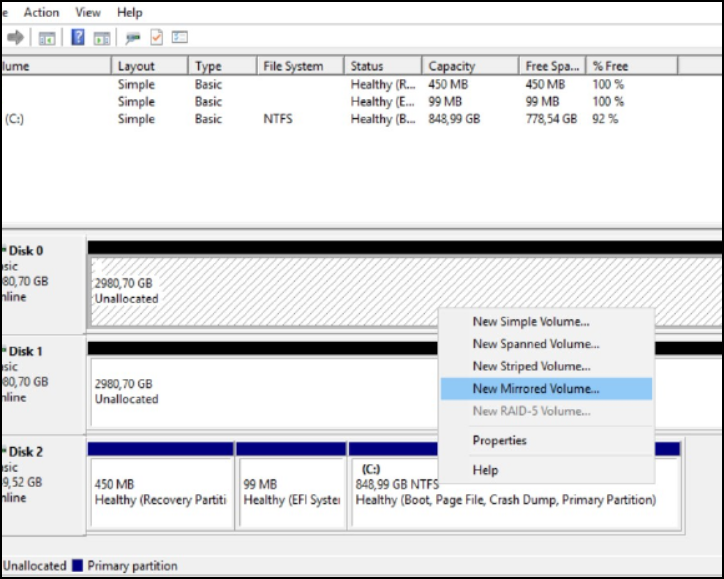 e Action View Help
lume Layout Type File System Status Capacity Free Spa... % Free
Simple Basic Healthy (R... 450 MB 450 MB 100 %
Simple Basic Healthy (E... 99 MB 99 MB 100 %
(C:) Simple Basic NTFS Healthy (B... 848,99 GB 778,54 GB 92 %
Disk 0
asic
80,70 GB
nline
2980,70 GB
Unallocated
Disk 1
asic
80,70 GB
nline
2980,70 GB
Unallocated
New Simple Volume...
New Spanned Volume...
New Striped Volume...
New Mirrored Volume...
New RAID-5 Volume...
Properties
Help
Disk 2
asic
9,52 GB
nline
450 MB
Healthy (Recovery Partiti
99 MB
Healthy (EFI Syster
(C:)
848,99 GB NTFS
Healthy (Boot, Page File, Crash Dump, Primary Partition)
Unallocated Primary partition